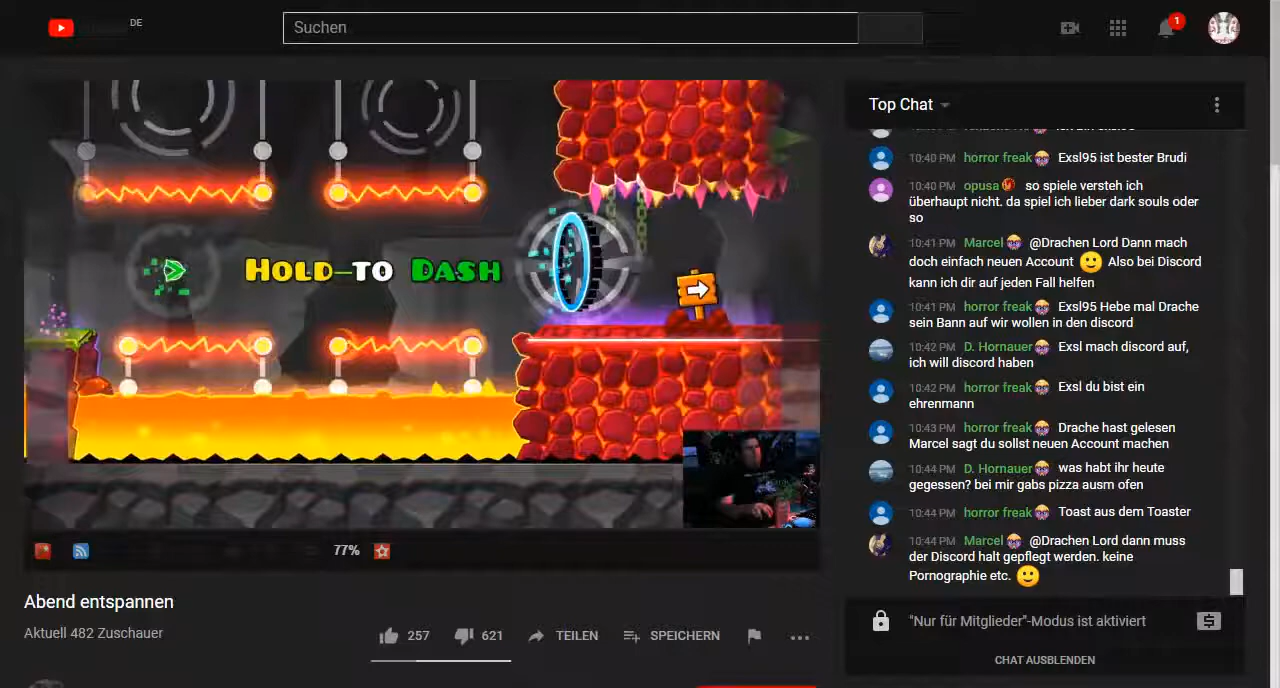 DE
Suchen
1
HOLD-TO DASH
77%
Abend entspannen
Aktuell 482 Zuschauer
257
621
TEILEN
SPEICHERN
Top Chat
10:40 PM horror freak Exsl95 ist bester Brudi
10:40 PM opusa so spiele versteh ich
überhaupt nicht. da spiel ich lieber dark souls oder
so
10:41 PM Marcel @Drachen Lord Dann mach
doch einfach neuen Account Also bei Discord
kann ich dir auf jeden Fall helfen
10:41 PM horror freak Exsl95 Hebe mal Drache
sein Bann auf wir wollen in den discord
10:42 PM D. Hornauer Exsl mach discord auf,
ich will discord haben
10:42 PM horror freak Exsl du bist ein
ehrenmann
10:43 PM horror freak Drache hast gelesen
Marcel sagt du sollst neuen Account machen
10:44 PM D. Hornauer was habt ihr heute
gegessen? bei mir gabs pizza ausm ofen
10:44 PM horror freak Toast aus dem Toaster
10:44 PM Marcel @Drachen Lord dann muss
der Discord halt gepflegt werden. keine
Pornographie etc.
"Nur für Mitglieder"-Modus ist aktiviert
CHAT AUSBLENDEN